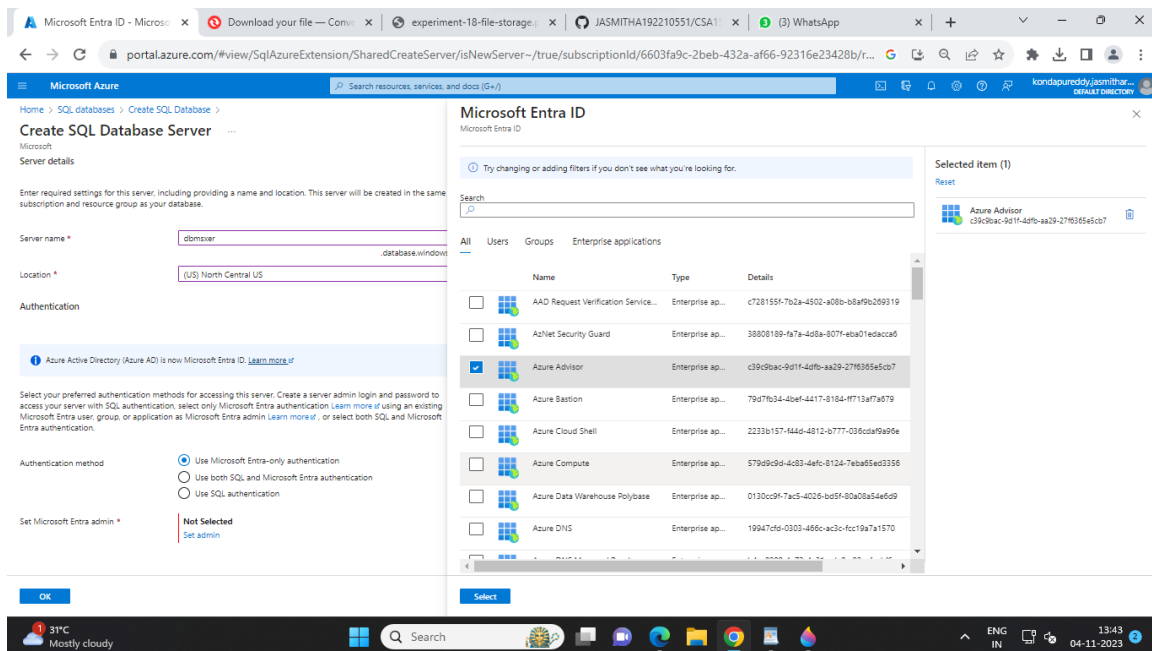 Microsoft Entra ID - Microso
Download your file — Conve
experiment-18-file-storage.p
JASMITHA192210551/CSA1
(3) WhatsApp
portal.azure.com/#view/SqlAzureExtension/SharedCreateServer/isNewServer~/true/subscriptionId/6603fa9c-2beb-432a-af66-92316e23428b/r...
Microsoft Azure
Search resources, services, and docs (G+/)
kondapureddy.jasmithar...
DEFAULT DIRECTORY
Home > SQL databases > Create SQL Database >
Create SQL Database Server ...
Microsoft
Server details
Enter required settings for this server, including providing a name and location. This server will be created in the same
subscription and resource group as your database.
Server name *
dbmsxer
.database.windows
Location *
(US) North Central US
Authentication
Azure Active Directory (Azure AD) is now Microsoft Entra ID. Learn more
Select your preferred authentication methods for accessing this server. Create a server admin login and password to
access your server with SQL authentication, select only Microsoft Entra authentication Learn more using an existing
Microsoft Entra user, group, or application as Microsoft Entra admin Learn more , or select both SQL and Microsoft
Entra authentication.
Authentication method
Use Microsoft Entra-only authentication
Use both SQL and Microsoft Entra authentication
Use SQL authentication
Set Microsoft Entra admin *
Not Selected
Set admin
OK
Microsoft Entra ID
Microsoft Entra ID
Try changing or adding filters if you don't see what you're looking for.
Search
All Users Groups Enterprise applications
Name Type Details
AAD Request Verification Service... Enterprise ap... c728155f-7b2a-4502-a08b-b8af9b269319
AzNet Security Guard Enterprise ap... 38808189-fa7a-4d8a-807f-eba01edacca6
Azure Advisor Enterprise ap... c39c9bac-9d1f-4dfb-aa29-27f6365e5cb7
Azure Bastion Enterprise ap... 79d7fb34-4bef-4417-8184-ff713af7a679
Azure Cloud Shell Enterprise ap... 2233b157-f44d-4812-b777-036cdaf9a96e
Azure Compute Enterprise ap... 579d9c9d-4c83-4efc-8124-7eba65ed3356
Azure Data Warehouse Polybase Enterprise ap... 0130cc9f-7ac5-4026-bd5f-80a08a54e6d9
Azure DNS Enterprise ap... 19947cfd-0303-466c-ac3c-fcc19a7a1570
Select
Selected item (1)
Reset
Azure Advisor
c39c9bac-9d1f-4dfb-aa29-27f6365e5cb7
1
31°C
Mostly cloudy
Search
ENG
IN
13:43
04-11-2023
2